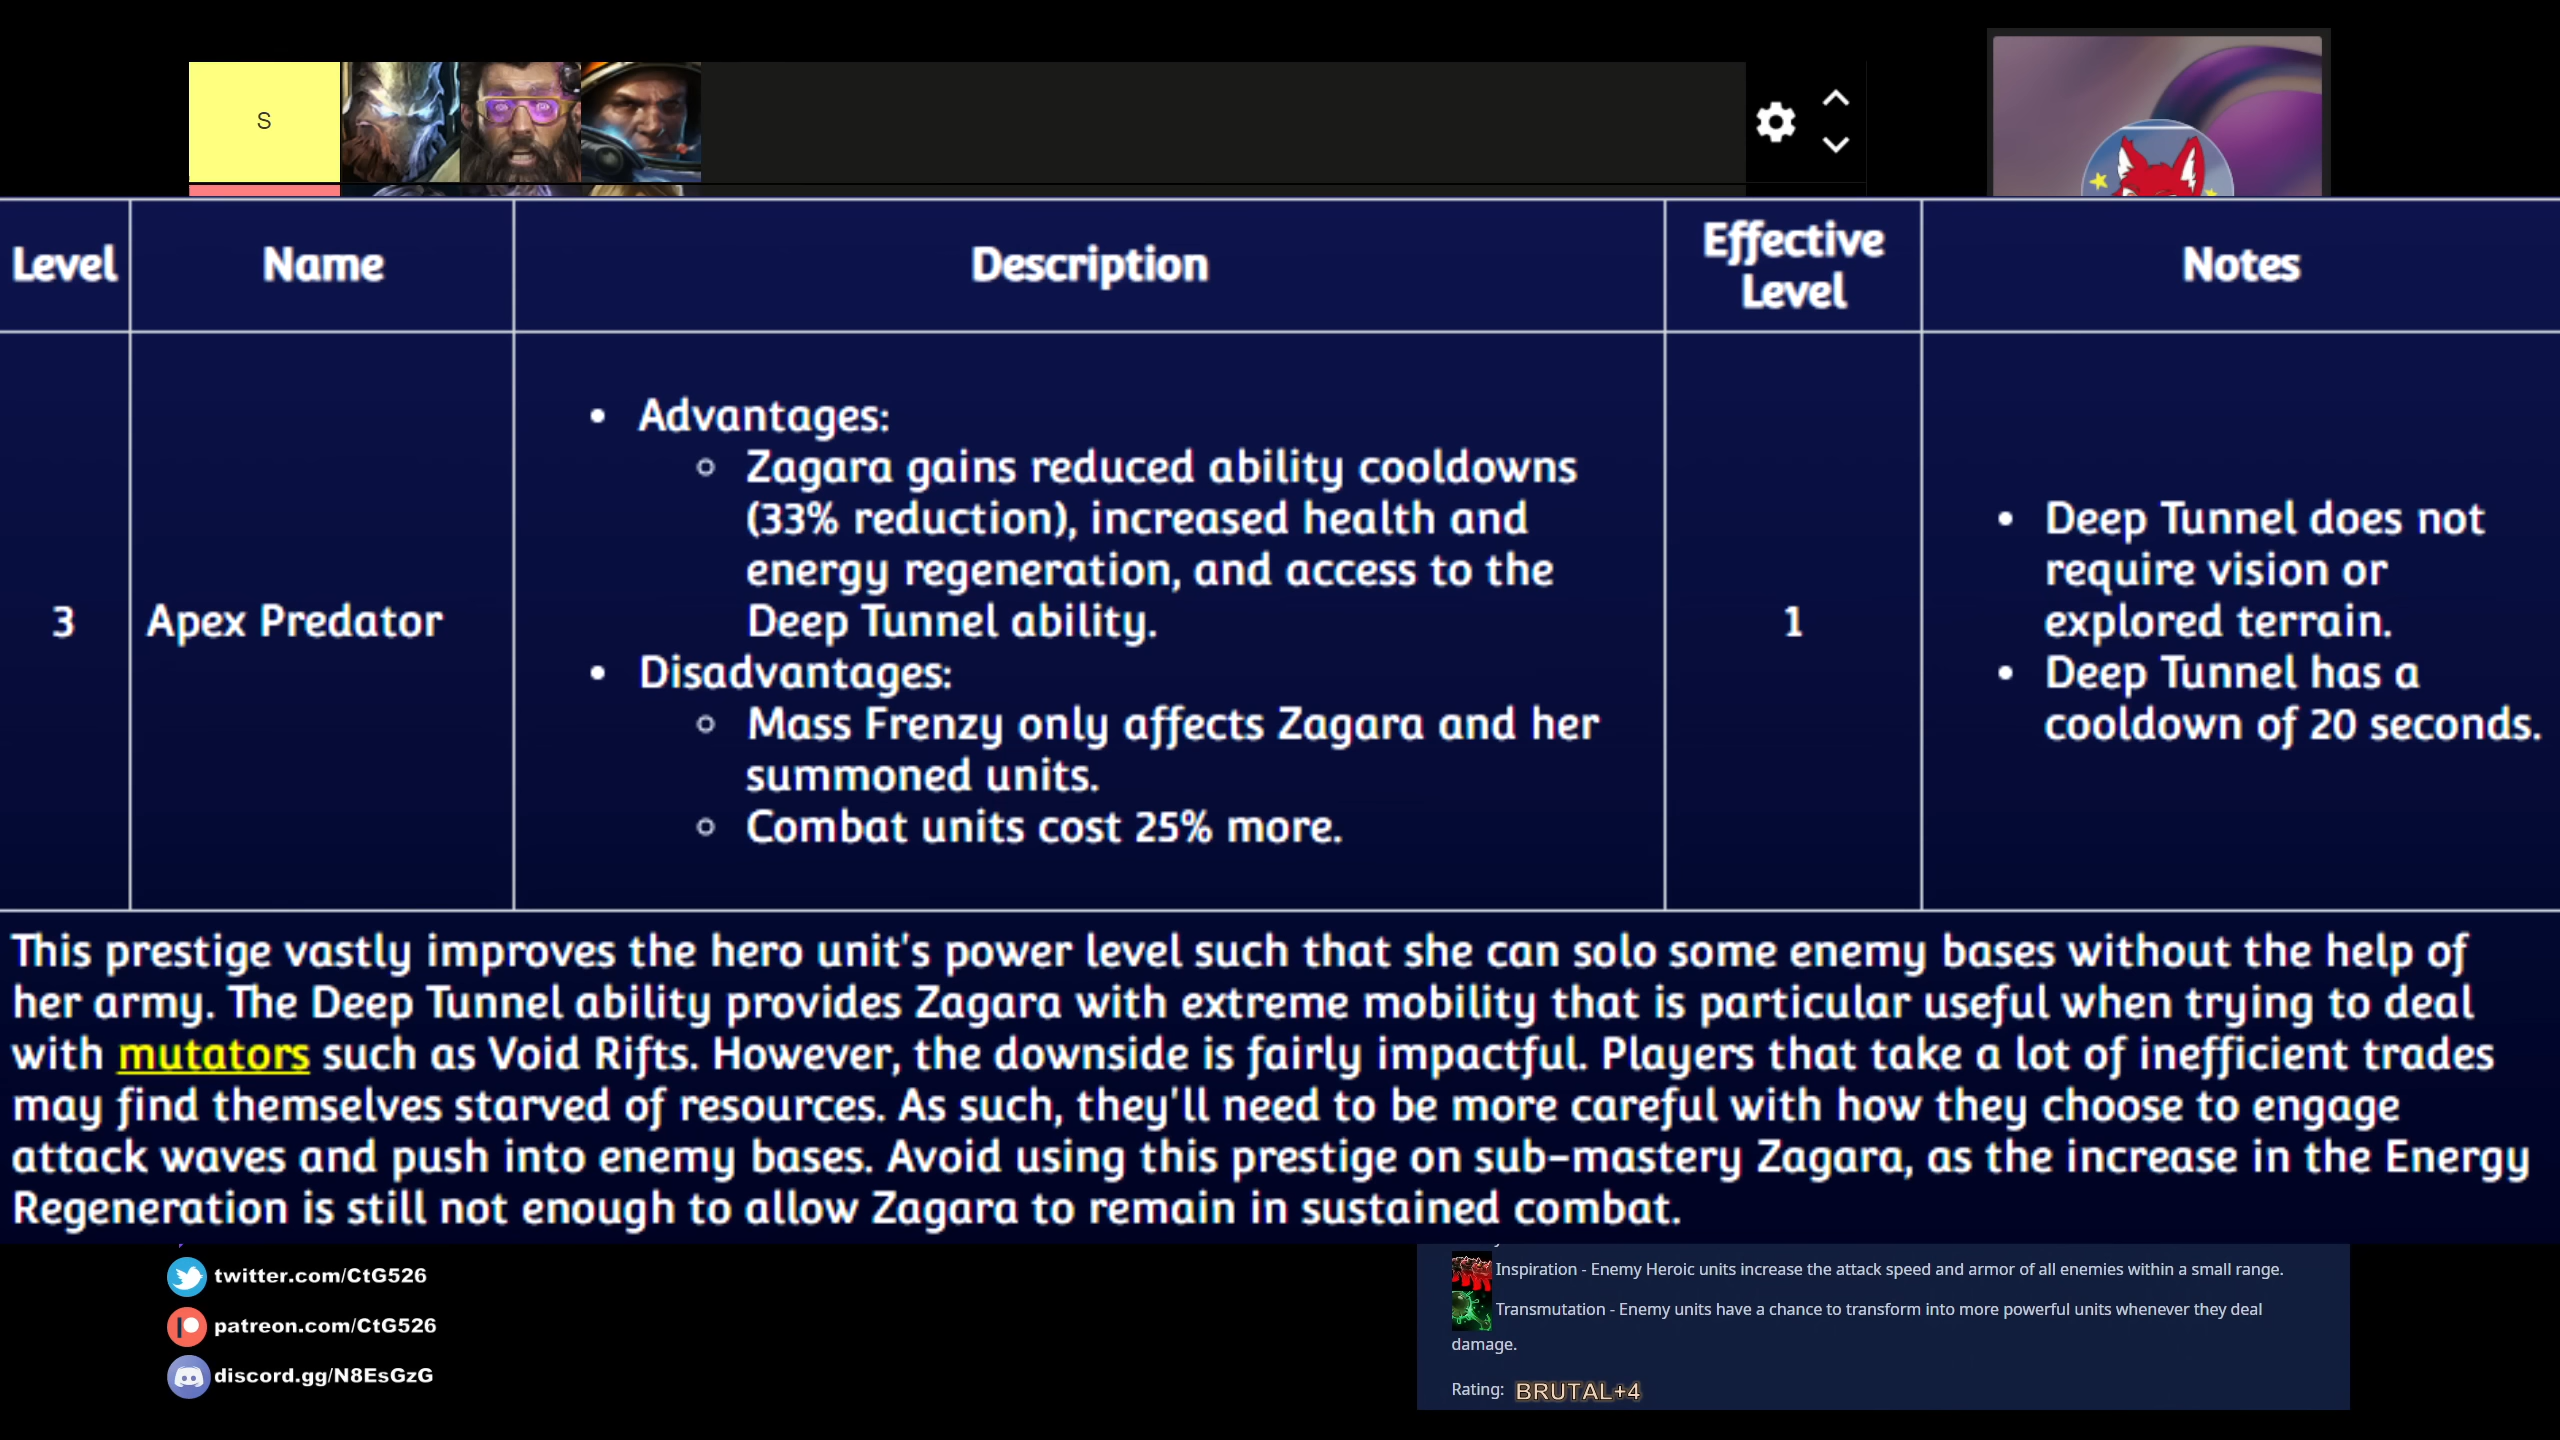 S
Level
Name
Description
Effective
Level
Notes
3
Apex Predator
• Advantages:
○ Zagara gains reduced ability cooldowns
(33% reduction), increased health and
energy regeneration, and access to the
Deep Tunnel ability.
• Disadvantages:
○ Mass Frenzy only affects Zagara and her
summoned units.
○ Combat units cost 25% more.
1
• Deep Tunnel does not
require vision or
explored terrain.
• Deep Tunnel has a
cooldown of 20 seconds.
This prestige vastly improves the hero unit's power level such that she can solo some enemy bases without the help of
her army. The Deep Tunnel ability provides Zagara with extreme mobility that is particular useful when trying to deal
with mutators such as Void Rifts. However, the downside is fairly impactful. Players that take a lot of inefficient trades
may find themselves starved of resources. As such, they'll need to be more careful with how they choose to engage
attack waves and push into enemy bases. Avoid using this prestige on sub-mastery Zagara, as the increase in the Energy
Regeneration is still not enough to allow Zagara to remain in sustained combat.
twitter.com/CtG526
patreon.com/CtG526
discord.gg/N8EsGzG
Inspiration - Enemy Heroic units increase the attack speed and armor of all enemies within a small range.
Transmutation - Enemy units have a chance to transform into more powerful units whenever they deal
damage.
Rating: BRUTAL+4